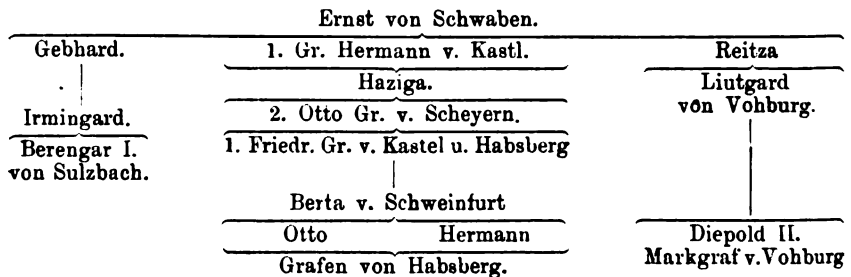 Ernst von Schwaben.
Gebhard. 1. Gr. Hermann v. Kastl. Reitza
Haziga. Liutgard
von Vohburg.
Irmingard. 2. Otto Gr. v. Scheyern.
Berengar I. 1. Friedr. Gr. v. Kastel u. Habsberg
von Sulzbach.
Berta v. Schweinfurt
Otto Hermann Diepold II.
Grafen von Habsberg. Markgraf v. Vohburg